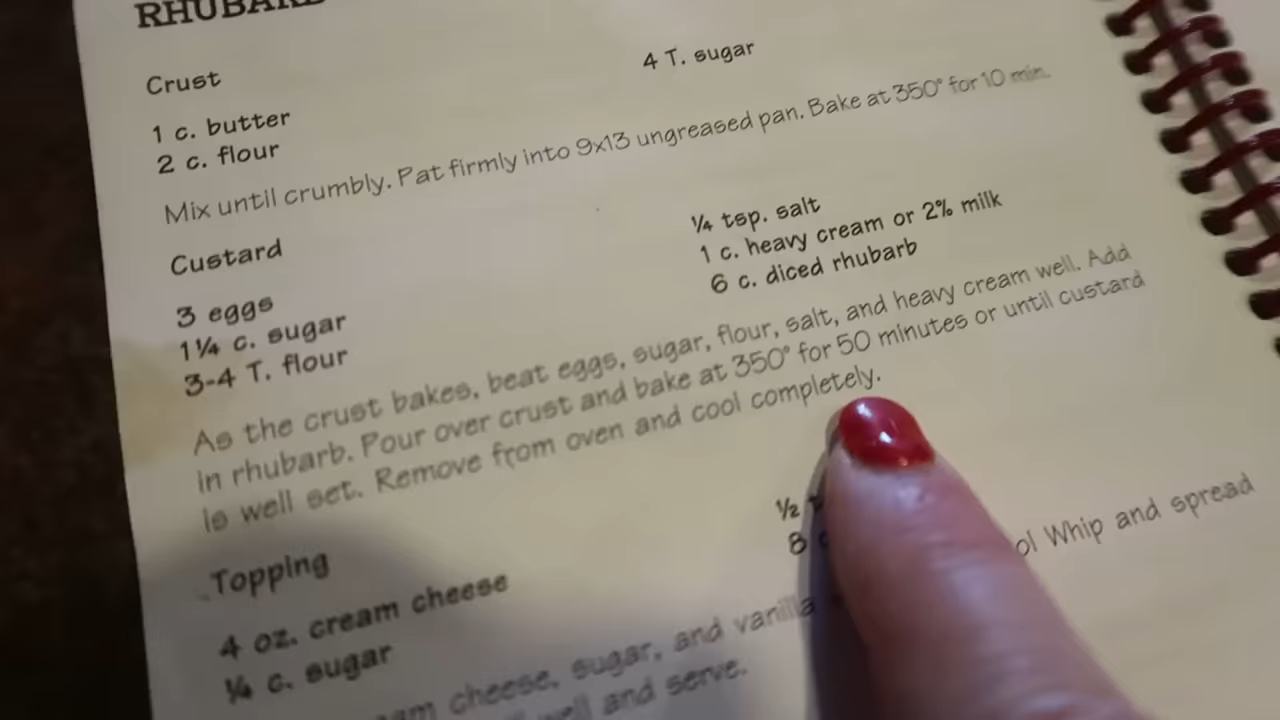 Crust
4 T. sugar
1 c. butter
2 c. flour
Mix until crumbly. Pat firmly into 9x13 ungreased pan. Bake at 350° for 10 min.
Custard
¼ tsp. salt
1 c. heavy cream or 2% milk
6 c. diced rhubarb
3 eggs
1¼ c. sugar
3-4 T. flour
As the crust bakes, beat eggs, sugar, flour, salt, and heavy cream well. Add
in rhubarb. Pour over crust and bake at 350° for 50 minutes or until custard
is well set. Remove from oven and cool completely.
Topping
½
8
4 oz. cream cheese
¼ c. sugar
cheese, sugar, and vanilla Whip and spread
well and serve.